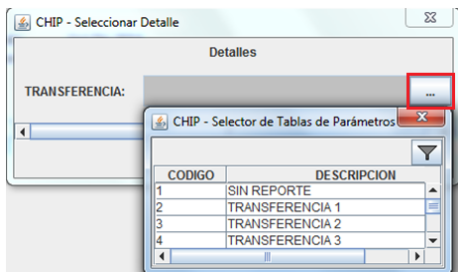 CHIP - Seleccionar Detalle
Detalles
TRANSFERENCIA:
...
CHIP - Selector de Tablas de Parámetros
CODIGO DESCRIPCION
1 SIN REPORTE
2 TRANSFERENCIA 1
3 TRANSFERENCIA 2
4 TRANSFERENCIA 3